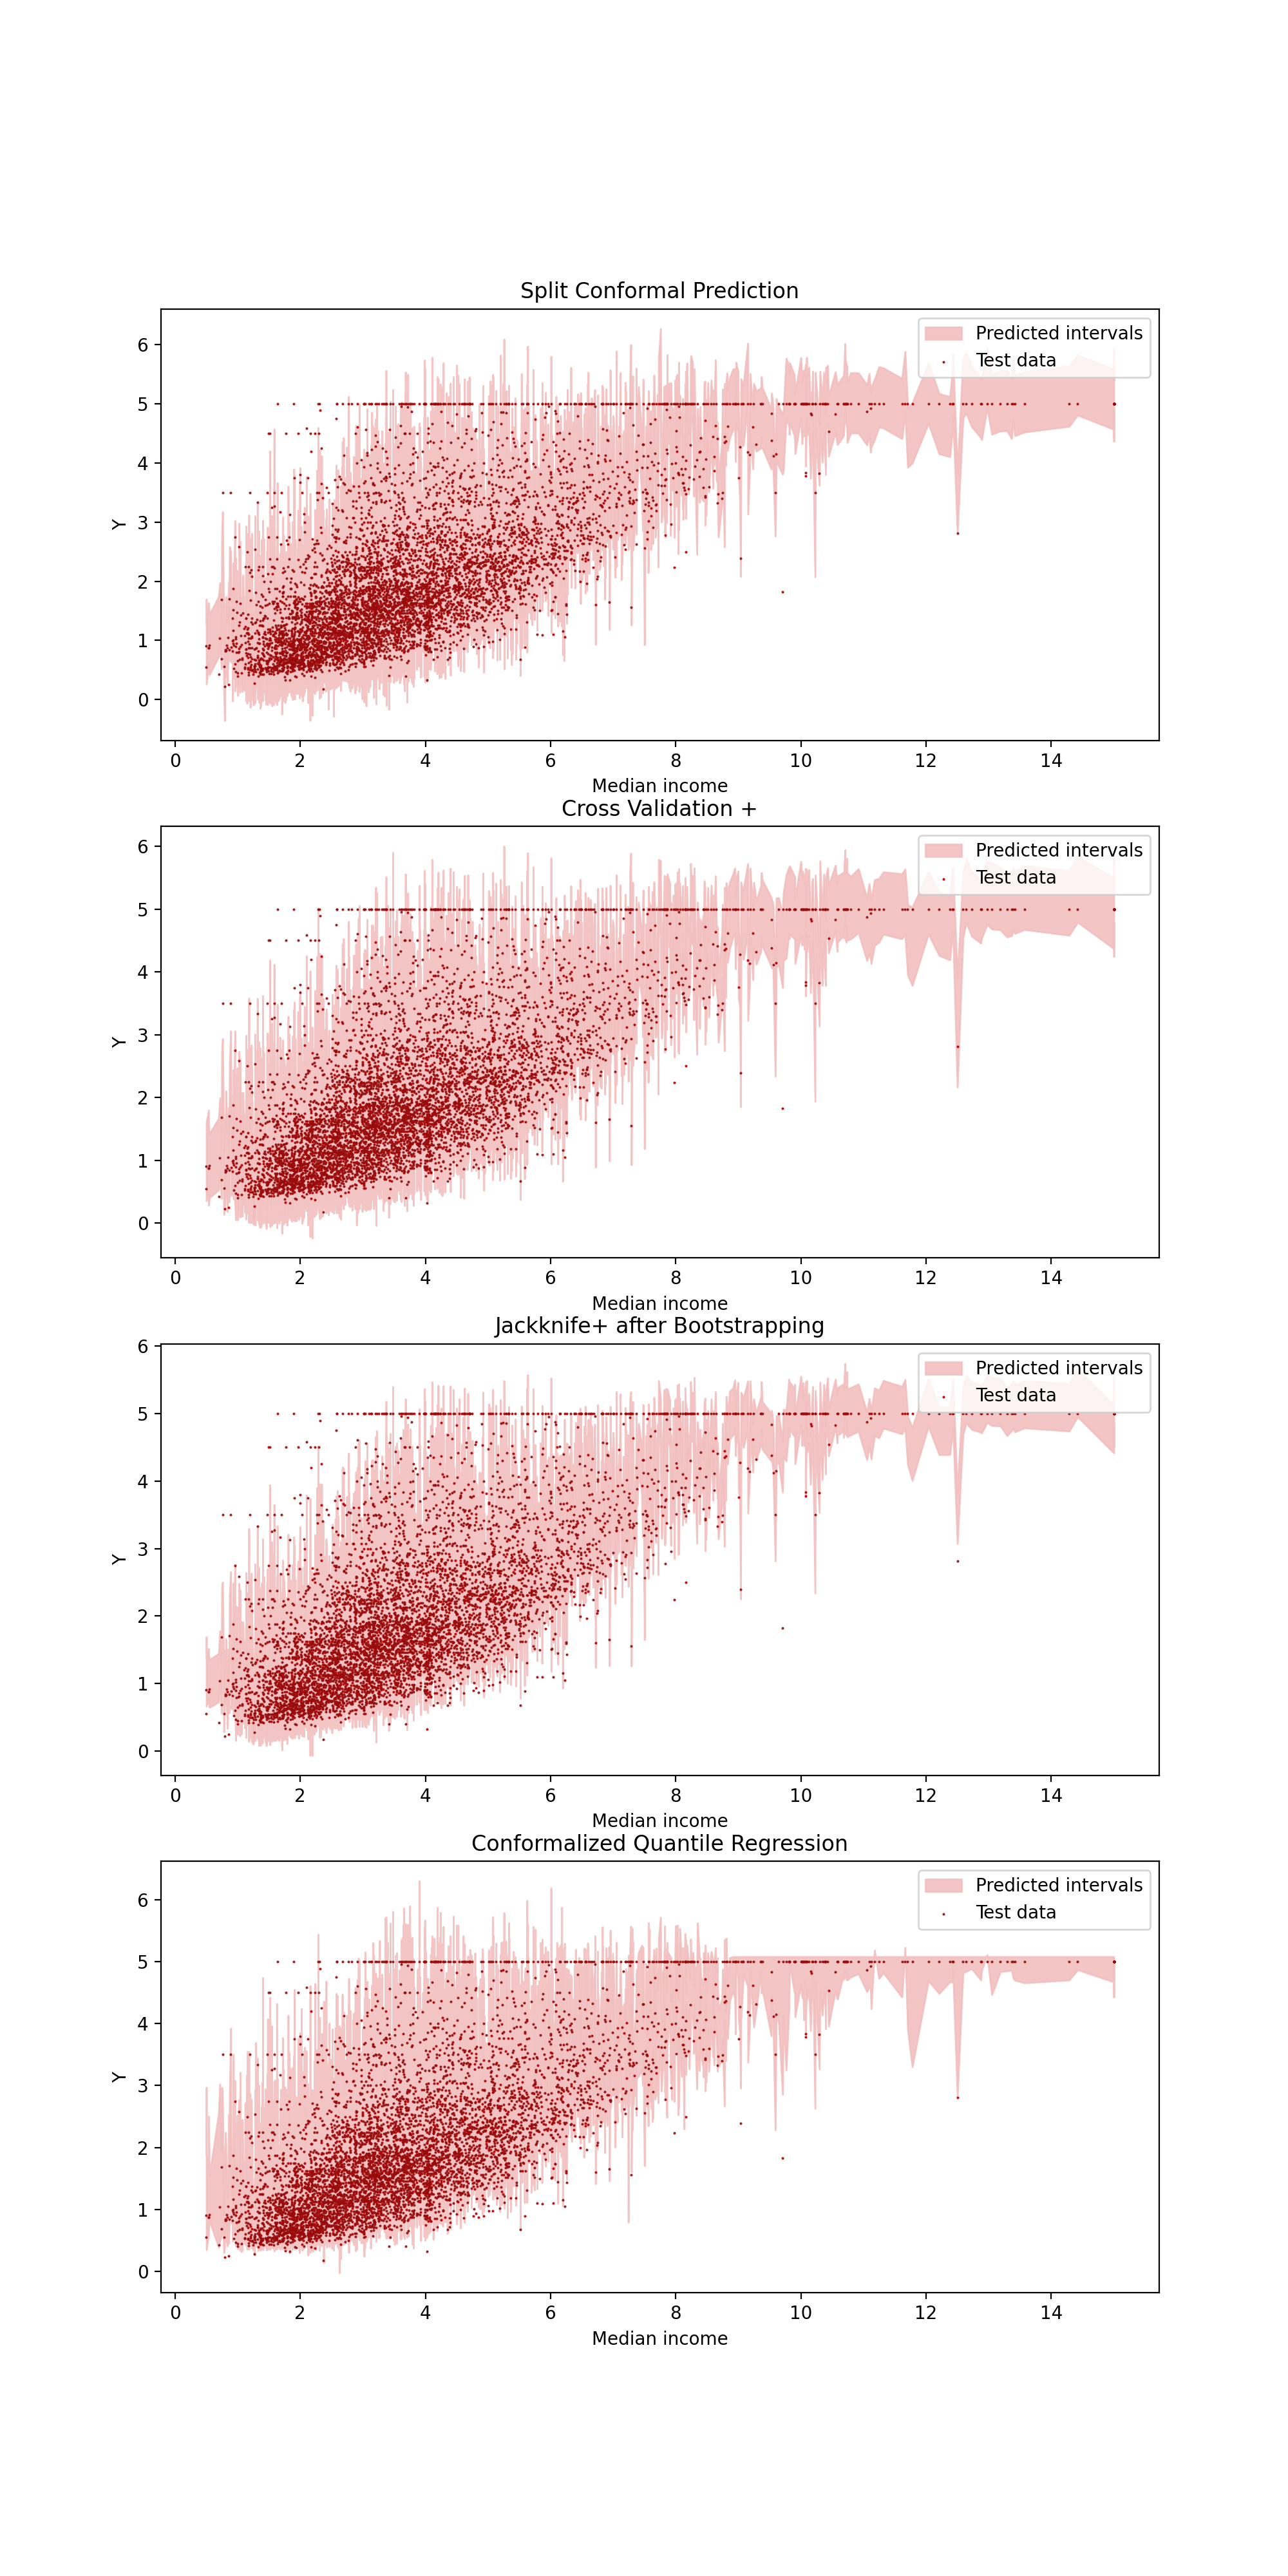 Split Conformal Prediction
Predicted intervals
Test data
6
5
4
3
2
1
0
Y
0 2 4 6 8 10 12 14
Median income
Cross Validation +
Predicted intervals
Test data
6
5
4
3
2
1
0
Y
0 2 4 6 8 10 12 14
Median income
Jackknife+ after Bootstrapping
Predicted intervals
Test data
6
5
4
3
2
1
0
Y
0 2 4 6 8 10 12 14
Median income
Conformalized Quantile Regression
Predicted intervals
Test data
6
5
4
3
2
1
0
Y
0 2 4 6 8 10 12 14
Median income